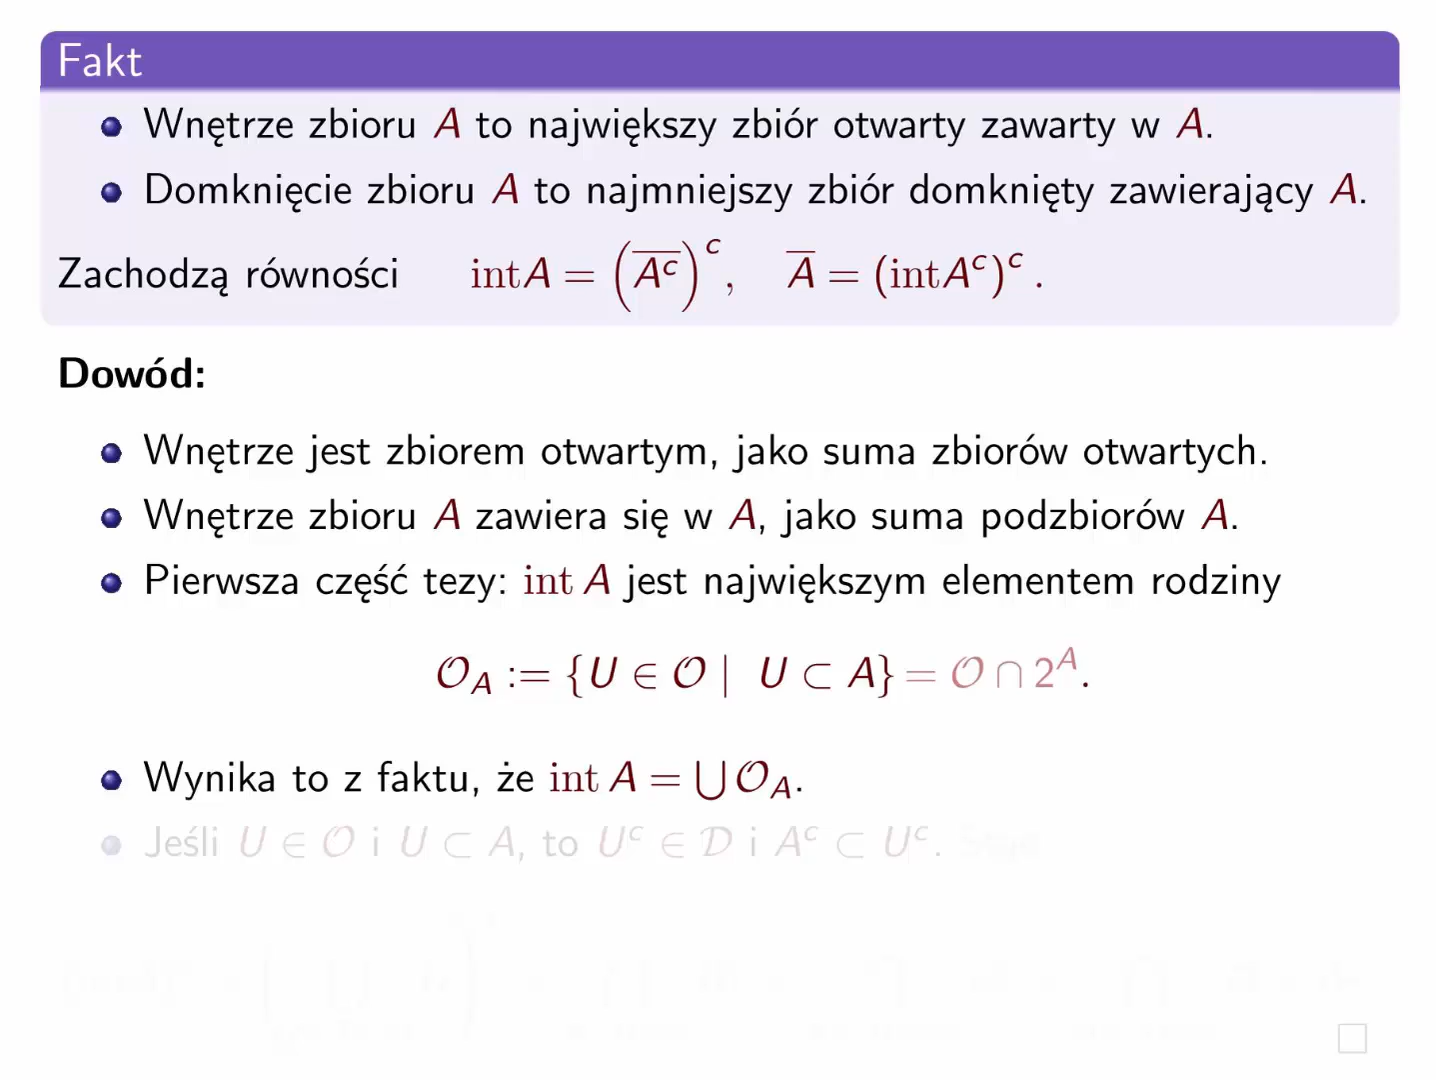 Fakt
Wnętrze zbioru A to największy zbiór otwarty zawarty w A.
Domknięcie zbioru A to najmniejszy zbiór domknięty zawierający A.
Zachodzą równości intA = (\overline{A^c})^c, \overline{A} = (intA^c)^c.
Dowód:
Wnętrze jest zbiorem otwartym, jako suma zbiorów otwartych.
Wnętrze zbioru A zawiera się w A, jako suma podzbiorów A.
Pierwsza część tezy: int A jest największym elementem rodziny
𝒪_A := {U ∈ 𝒪 | U ⊂ A} = 𝒪 ∩ 2^A.
Wynika to z faktu, że int A = ⋃𝒪_A.
Jeśli U ∈ 𝒪 i U ⊂ A, to U^c ∈ 𝒟 i A^c ⊂ U^c.